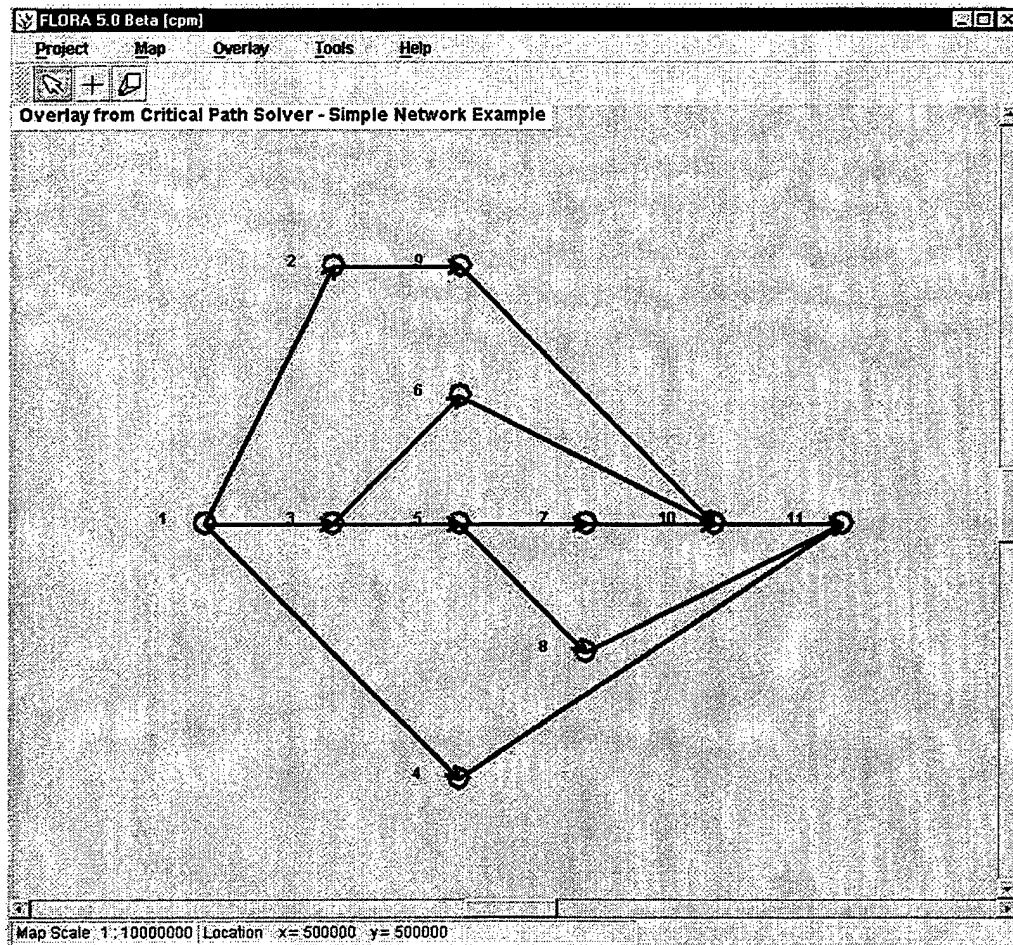 FLORA 5.0 Beta [cpm]
Project Map Overlay Tools Help
Overlay from Critical Path Solver - Simple Network Example
2 9
6
1 3 5 7 10 11
8
4
Map Scale 1 : 10000000 Location x= 500000 y= 500000